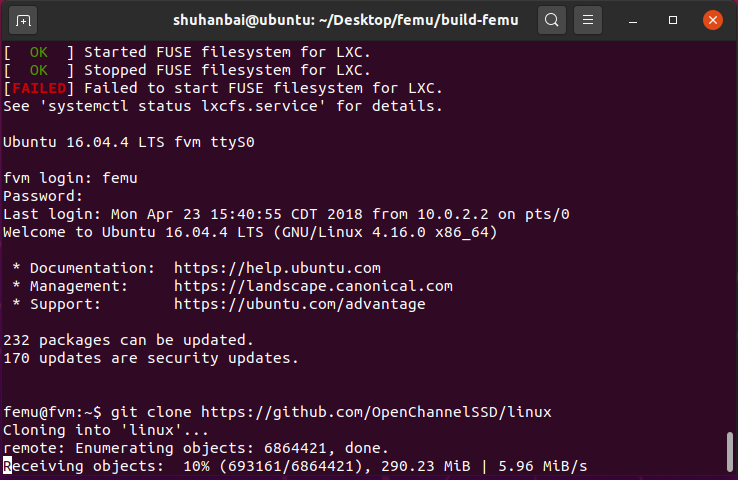 shuhanbai@ubuntu: ~/Desktop/femu/build-femu
[  OK  ] Started FUSE filesystem for LXC.
[  OK  ] Stopped FUSE filesystem for LXC.
[FAILED] Failed to start FUSE filesystem for LXC.
See 'systemctl status lxcfs.service' for details.
Ubuntu 16.04.4 LTS fvm ttyS0
fvm login: femu
Password:
Last login: Mon Apr 23 15:40:55 CDT 2018 from 10.0.2.2 on pts/0
Welcome to Ubuntu 16.04.4 LTS (GNU/Linux 4.16.0 x86_64)
 * Documentation:  https://help.ubuntu.com
 * Management:     https://landscape.canonical.com
 * Support:        https://ubuntu.com/advantage
232 packages can be updated.
170 updates are security updates.
femu@fvm:~$ git clone https://github.com/OpenChannelSSD/linux
Cloning into 'linux'...
remote: Enumerating objects: 6864421, done.
Receiving objects:  10% (693161/6864421), 290.23 MiB | 5.96 MiB/s